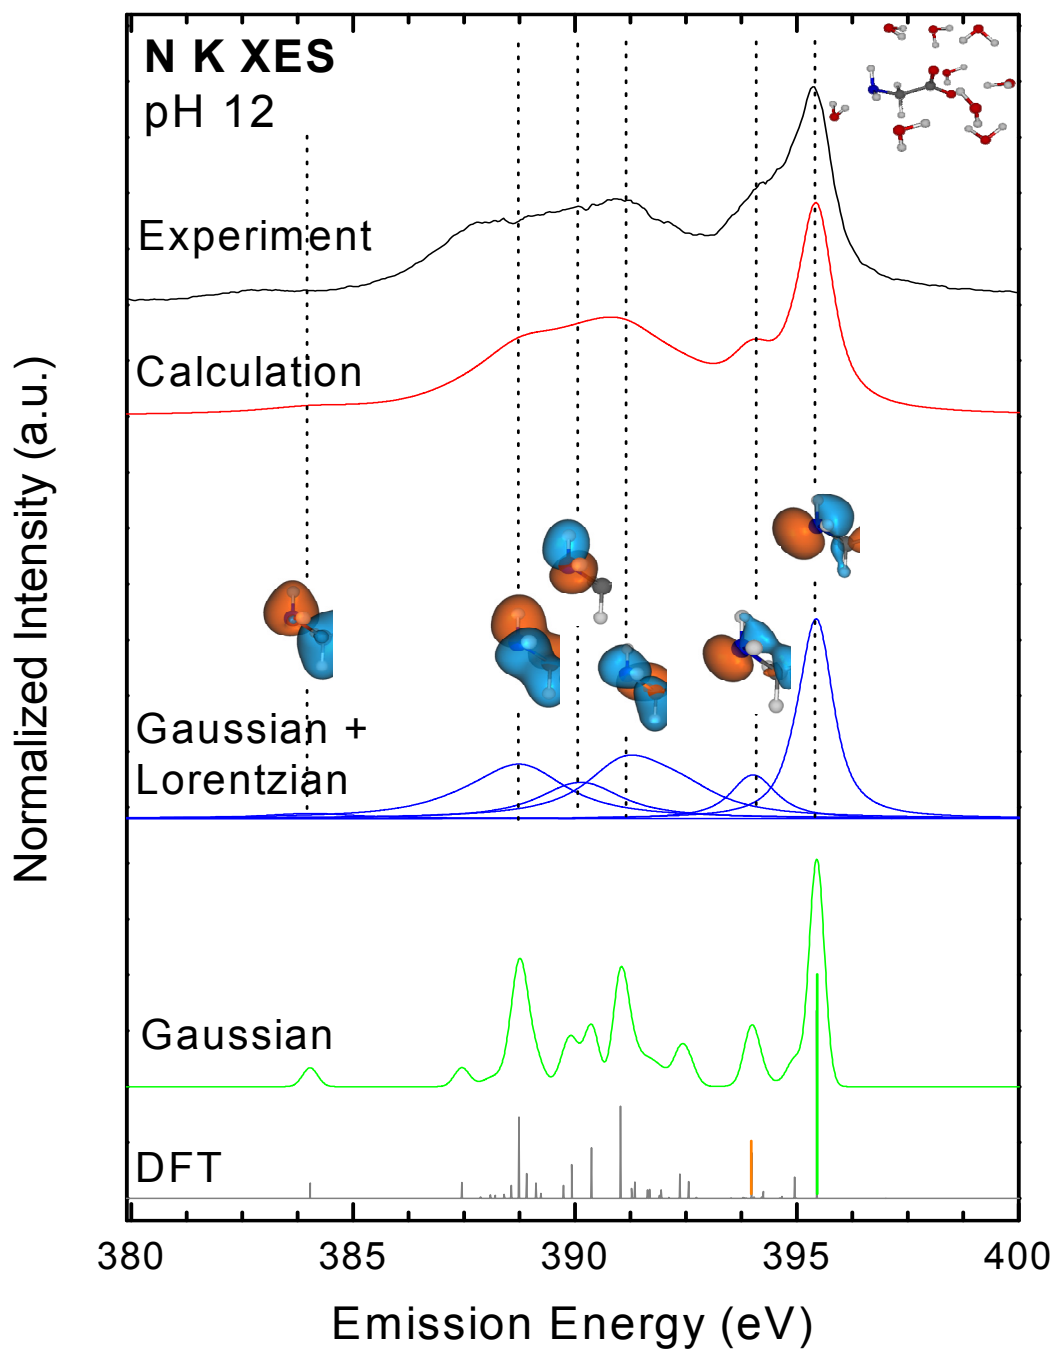 N K XES
pH 12
Experiment
Calculation
Gaussian +
Lorentzian
Gaussian
DFT
Normalized Intensity (a.u.)
380 385 390 395 400
Emission Energy (eV)